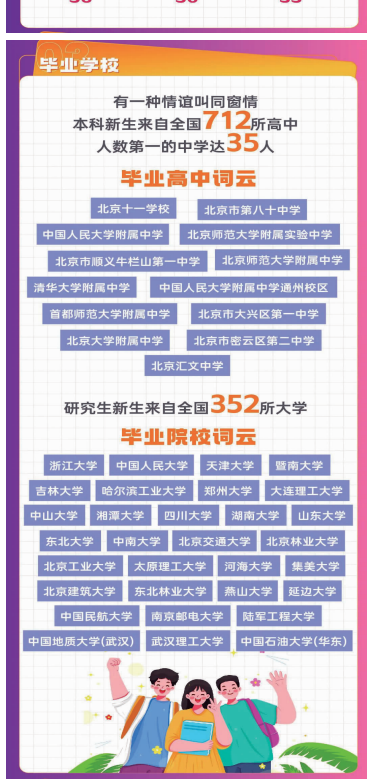 毕业学校
有一种情谊叫同窗情
本科新生来自全国712所高中
人数第一的中学达35人
毕业高中词云
北京十一学校 北京市第八十中学
中国人民大学附属中学 北京师范大学附属实验中学
北京市顺义牛栏山第一中学 北京师范大学附属中学
清华大学附属中学 中国人民大学附属中学通州校区
首都师范大学附属中学 北京市大兴区第一中学
北京大学附属中学 北京市密云区第二中学
北京汇文中学
研究生新生来自全国352所大学
毕业院校词云
浙江大学 中国人民大学 天津大学 暨南大学
吉林大学 哈尔滨工业大学 郑州大学 大连理工大学
中山大学 湘潭大学 四川大学 湖南大学 山东大学
东北大学 中南大学 北京交通大学 北京林业大学
北京工业大学 太原理工大学 河海大学 集美大学
北京建筑大学 东北林业大学 燕山大学 延边大学
中国民航大学 南京邮电大学 陆军工程大学
中国地质大学(武汉) 武汉理工大学 中国石油大学(华东)